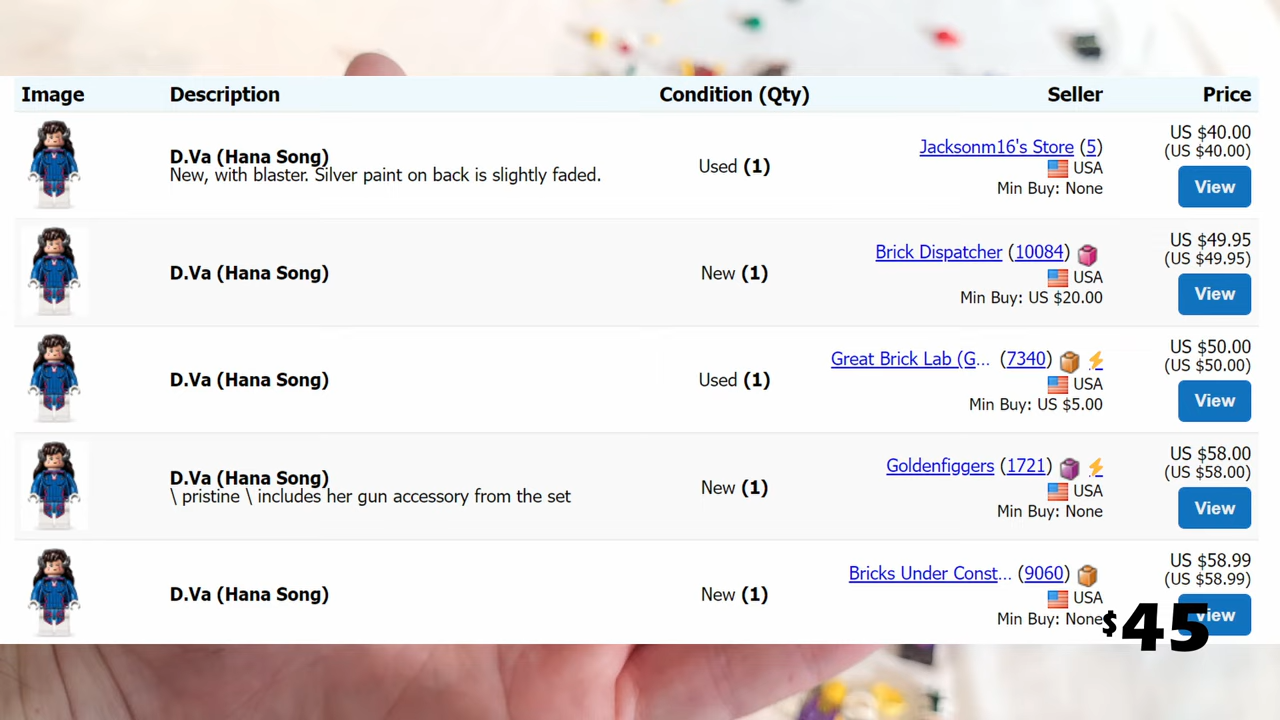 Image Description Condition (Qty) Seller Price
D.Va (Hana Song)
New, with blaster. Silver paint on back is slightly faded.
Used (1)
Jacksonm16's Store (5)
USA
Min Buy: None
US $40.00
(US $40.00)
View
D.Va (Hana Song)
New (1)
Brick Dispatcher (10084)
USA
Min Buy: US $20.00
US $49.95
(US $49.95)
View
D.Va (Hana Song)
Used (1)
Great Brick Lab (G... (7340)
USA
Min Buy: US $5.00
US $50.00
(US $50.00)
View
D.Va (Hana Song)
\ pristine \ includes her gun accessory from the set
New (1)
Goldenfiggers (1721)
USA
Min Buy: None
US $58.00
(US $58.00)
View
D.Va (Hana Song)
New (1)
Bricks Under Const... (9060)
USA
Min Buy: None
US $58.99
(US $58.99)
View
$45